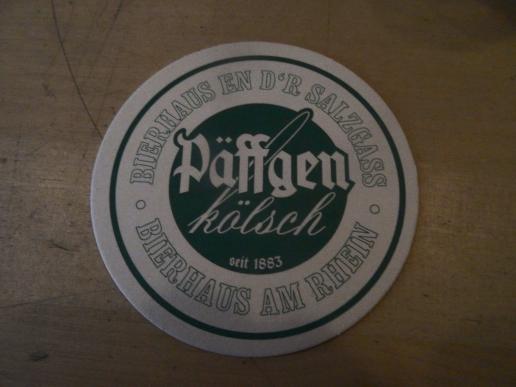 BIERHAUS EN D'R SALZGASS
Päffgen
kölsch
seit 1883
BIERHAUS AM RHEIN